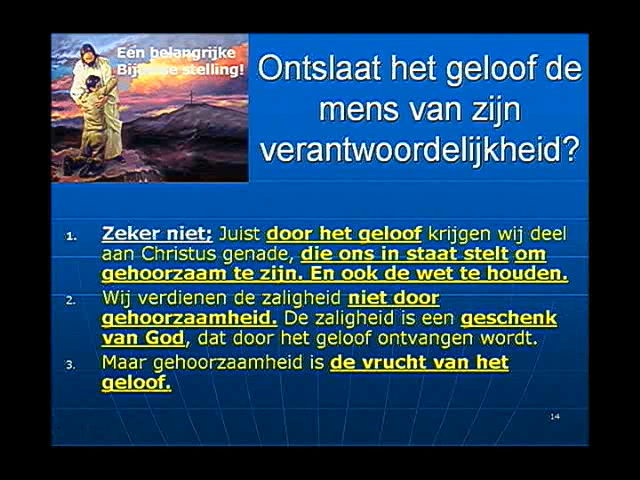 Eén belangrijke
Bijbelse stelling!
Ontslaat het geloof de
mens van zijn
verantwoordelijkheid?
1. Zeker niet; Juist door het geloof krijgen wij deel
aan Christus genade, die ons in staat stelt om
gehoorzaam te zijn. En ook de wet te houden.
2. Wij verdienen de zaligheid niet door
gehoorzaamheid. De zaligheid is een geschenk
van God, dat door het geloof ontvangen wordt.
3. Maar gehoorzaamheid is de vrucht van het
geloof.
14